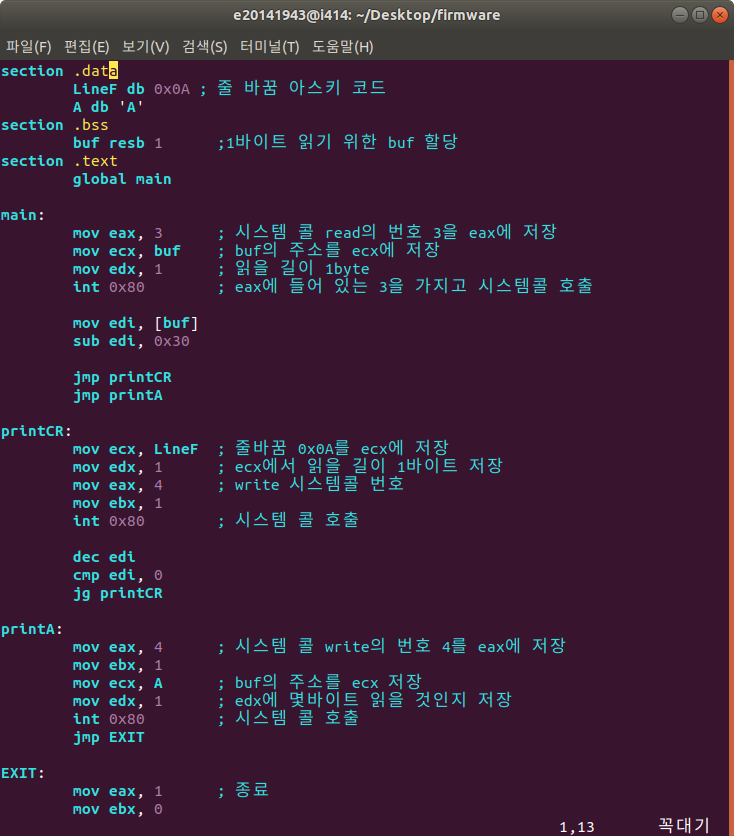 e20141943@i414: ~/Desktop/firmware
파일(F) 편집(E) 보기(V) 검색(S) 터미널(T) 도움말(H)
section .data
LineF db 0x0A ; 줄 바꿈 아스키 코드
A db 'A'
section .bss
buf resb 1 ;1바이트 읽기 위한 buf 할당
section .text
global main
main:
mov eax, 3 ; 시스템 콜 read의 번호 3을 eax에 저장
mov ecx, buf ; buf의 주소를 ecx에 저장
mov edx, 1 ; 읽을 길이 1byte
int 0x80 ; eax에 들어 있는 3을 가지고 시스템콜 호출
mov edi, [buf]
sub edi, 0x30
jmp printCR
jmp printA
printCR:
mov ecx, LineF ; 줄바꿈 0x0A를 ecx에 저장
mov edx, 1 ; ecx에서 읽을 길이 1바이트 저장
mov eax, 4 ; write 시스템콜 번호
mov ebx, 1
int 0x80 ; 시스템 콜 호출
dec edi
cmp edi, 0
jg printCR
printA:
mov eax, 4 ; 시스템 콜 write의 번호 4를 eax에 저장
mov ebx, 1
mov ecx, A ; buf의 주소를 ecx 저장
mov edx, 1 ; edx에 몇바이트 읽을 것인지 저장
int 0x80 ; 시스템 콜 호출
jmp EXIT
EXIT:
mov eax, 1 ; 종료
mov ebx, 0
1,13 꼭대기